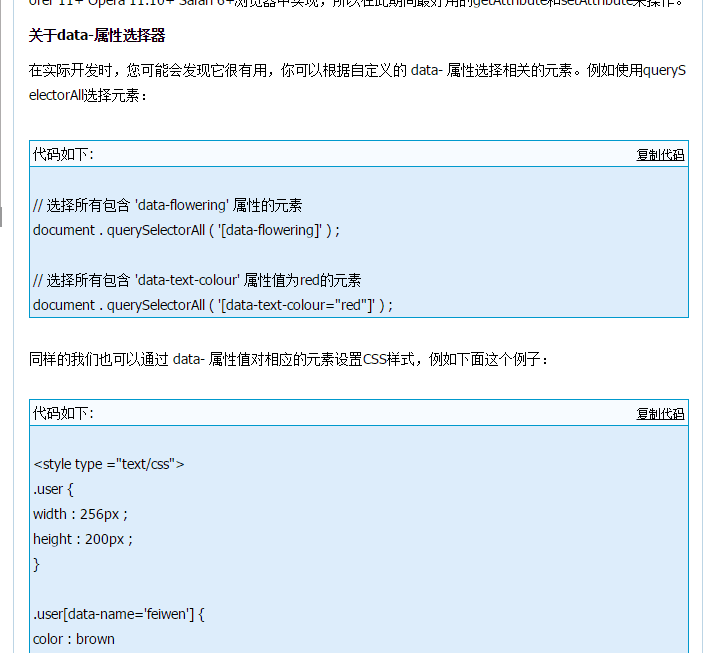 orer 11+ Opera 11.10+ Safari 6+浏览器中实现，所以在此期间最好用的getAttribute和setAttribute来操作。
关于data-属性选择器
在实际开发时，您可能会发现它很有用，你可以根据自定义的 data- 属性选择相关的元素。例如使用queryS
electorAll选择元素：
代码如下:
复制代码
// 选择所有包含 'data-flowering' 属性的元素
document . querySelectorAll ( '[data-flowering]' ) ;
// 选择所有包含 'data-text-colour' 属性值为red的元素
document . querySelectorAll ( '[data-text-colour="red"]' ) ;
同样的我们也可以通过 data- 属性值对相应的元素设置CSS样式，例如下面这个例子：
代码如下:
复制代码
<style type ="text/css">
.user {
width : 256px ;
height : 200px ;
}
.user[data-name='feiwen'] {
color : brown